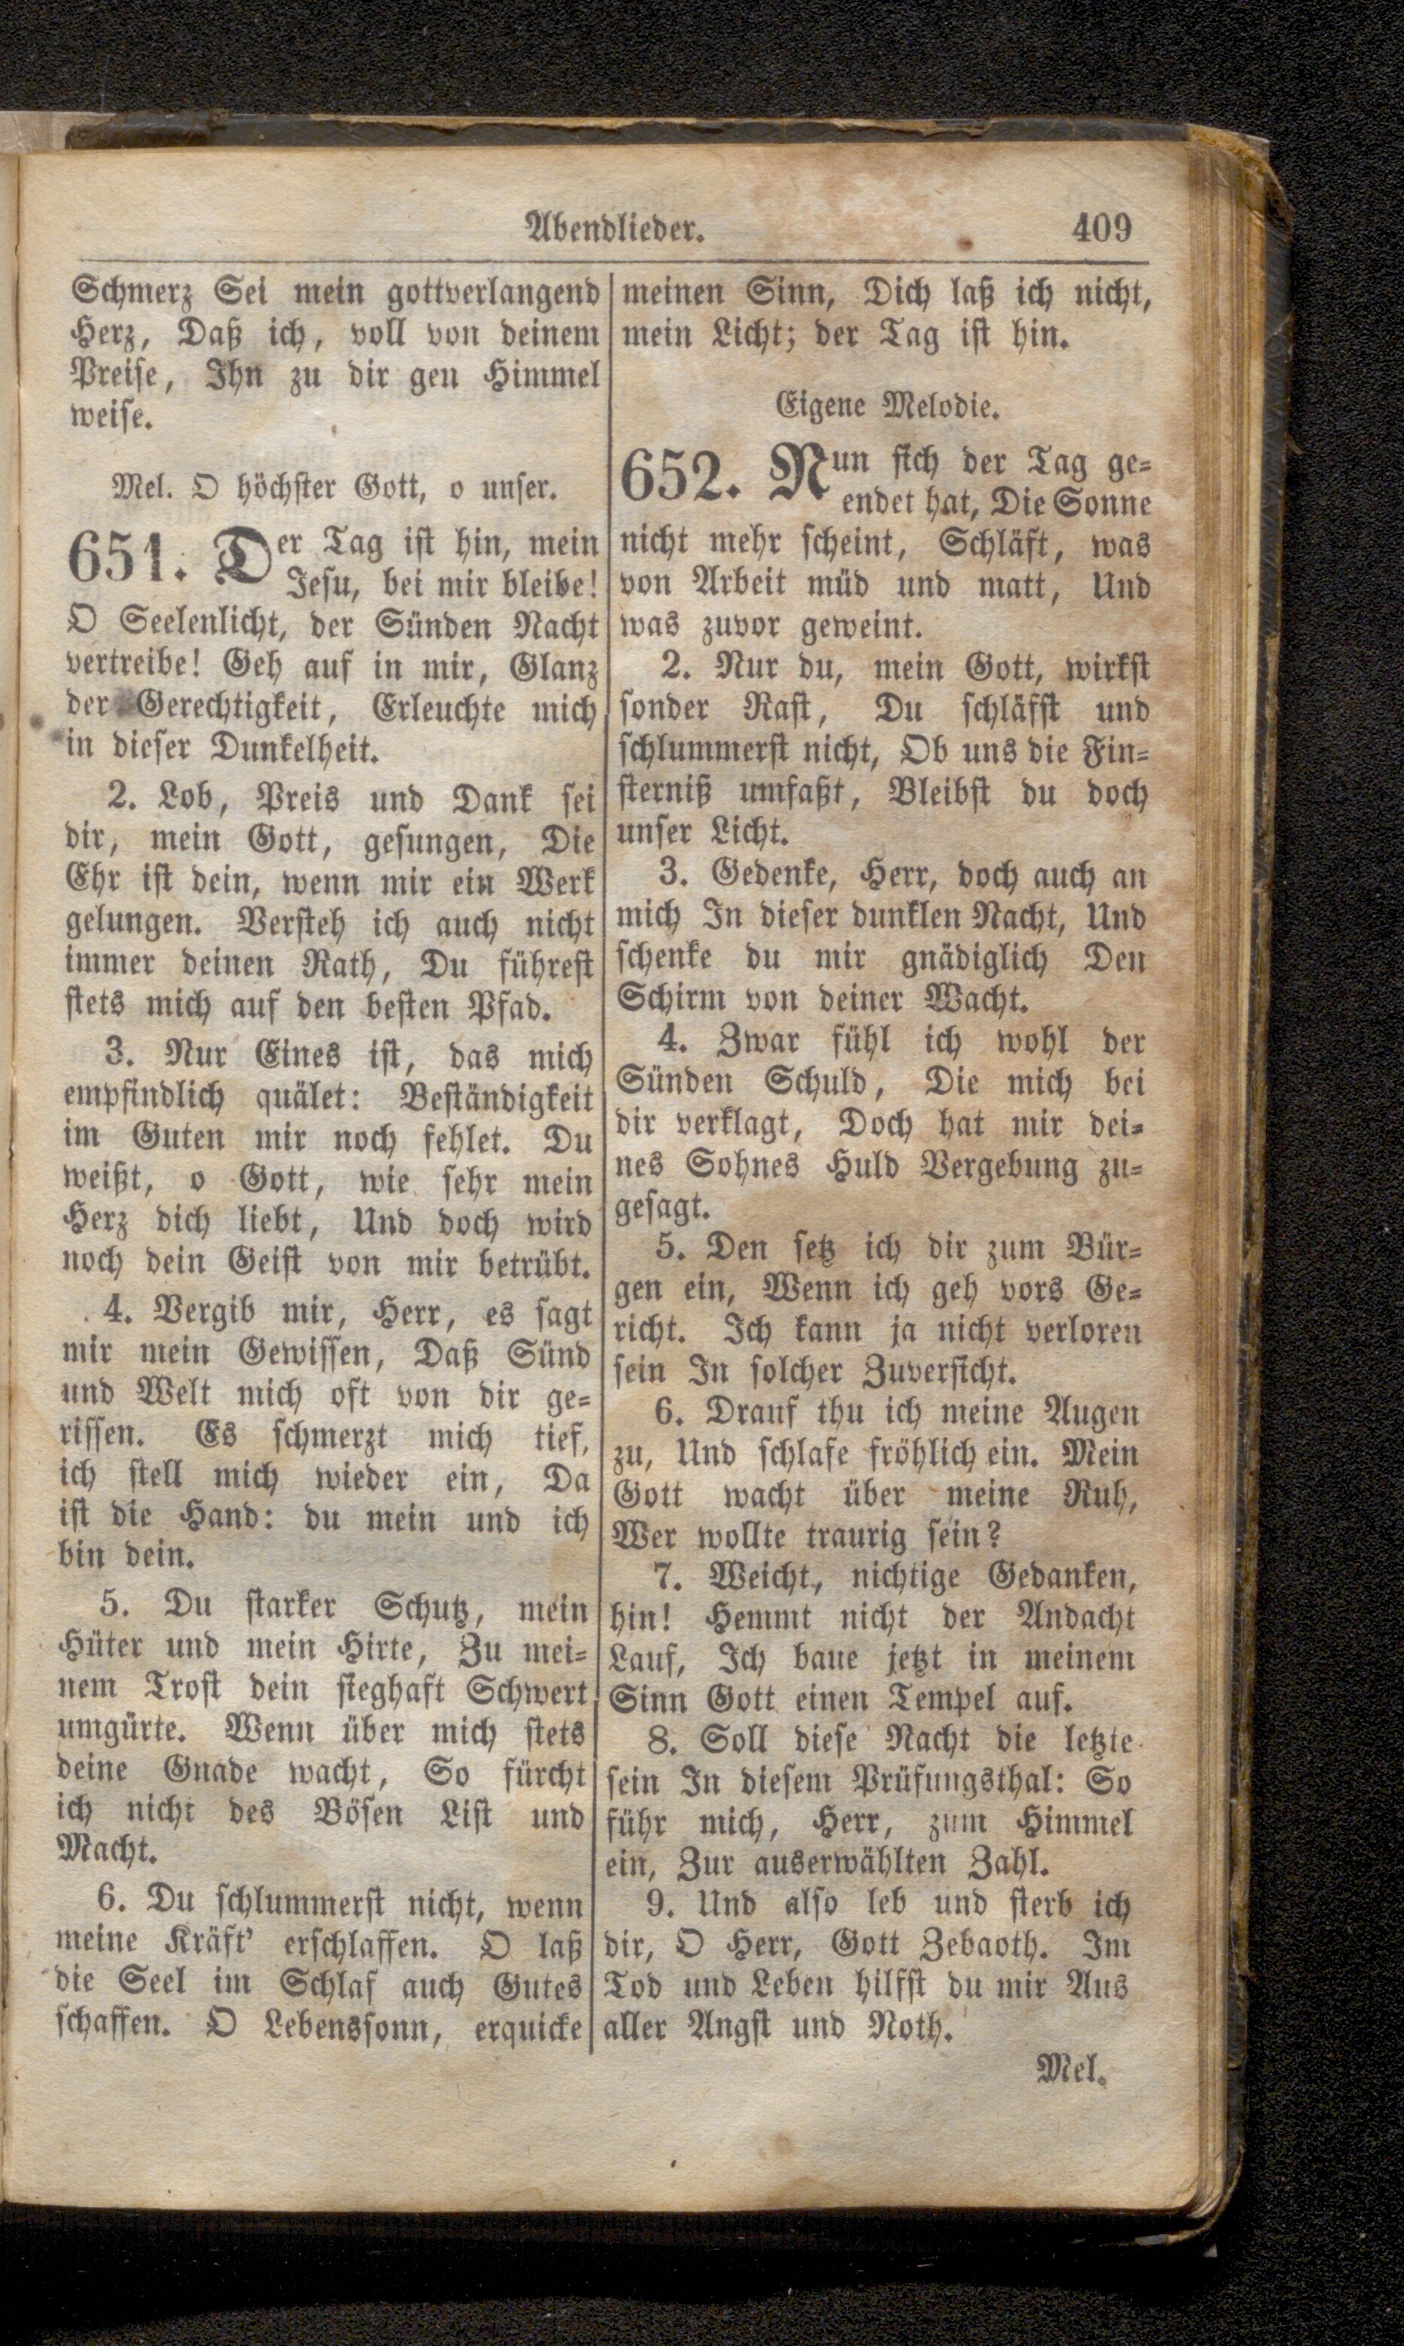 Abendlieder. 409
Schmerz Sei mein gottverlangend
Herz, Daß ich, voll von deinem
Preise, Ihn zu dir gen Himmel
weise.
Mel. O höchster Gott, o unser.
651. Der Tag ist hin, mein
Jesu, bei mir bleibe!
O Seelenlicht, der Sünden Nacht
vertreibe! Geh auf in mir, Glanz
der Gerechtigkeit, Erleuchte mich
in dieser Dunkelheit.
2. Lob, Preis und Dank sei
dir, mein Gott, gesungen, Die
Ehr ist dein, wenn mir ein Werk
gelungen. Versteh ich auch nicht
immer deinen Rath, Du führest
stets mich auf den besten Pfad.
3. Nur Eines ist, das mich
empfindlich quälet: Beständigkeit
im Guten mir noch fehlet. Du
weißt, o Gott, wie sehr mein
Herz dich liebt, Und doch wird
noch dein Geist von mir betrübt.
4. Vergib mir, Herr, es sagt
mir mein Gewissen, Daß Sünd
und Welt mich oft von dir ge-
rissen. Es schmerzt mich tief,
ich stell mich wieder ein, Da
ist die Hand: du mein und ich
bin dein.
5. Du starker Schutz, mein
Hüter und mein Hirte, Zu mei-
nem Trost dein sieghaft Schwert
umgürte. Wenn über mich stets
deine Gnade wacht, So fürcht
ich nicht des Bösen List und
Macht.
6. Du schlummerst nicht, wenn
meine Kräft' erschlaffen. O laß
die Seel im Schlaf auch Gutes
schaffen. O Lebenssonn, erquicke
meinen Sinn, Dich laß ich nicht,
mein Licht; der Tag ist hin.
Eigene Melodie.
652. Nun sich der Tag ge-
endet hat, Die Sonne
nicht mehr scheint, Schläft, was
von Arbeit müd und matt, Und
was zuvor geweint.
2. Nur du, mein Gott, wirkst
sonder Rast, Du schläfst und
schlummerst nicht, Ob uns die Fin-
sterniß umfaßt, Bleibst du doch
unser Licht.
3. Gedenke, Herr, doch auch an
mich In dieser dunklen Nacht, Und
schenke du mir gnädiglich Den
Schirm von deiner Wacht.
4. Zwar fühl ich wohl der
Sünden Schuld, Die mich bei
dir verklagt, Doch hat mir dei-
nes Sohnes Huld Vergebung zu-
gesagt.
5. Den setz ich dir zum Bür-
gen ein, Wenn ich geh vors Ge-
richt. Ich kann ja nicht verloren
sein In solcher Zuversicht.
6. Drauf thu ich meine Augen
zu, Und schlafe fröhlich ein. Mein
Gott wacht über meine Ruh,
Wer wollte traurig sein?
7. Weicht, nichtige Gedanken,
hin! Hemmt nicht der Andacht
Lauf, Ich baue jetzt in meinem
Sinn Gott einen Tempel auf.
8. Soll diese Nacht die letzte
sein In diesem Prüfungsthal: So
führ mich, Herr, zum Himmel
ein, Zur auserwählten Zahl.
9. Und also leb und sterb ich
dir, O Herr, Gott Zebaoth. Im
Tod und Leben hilfst du mir Aus
aller Angst und Noth.
Mel.